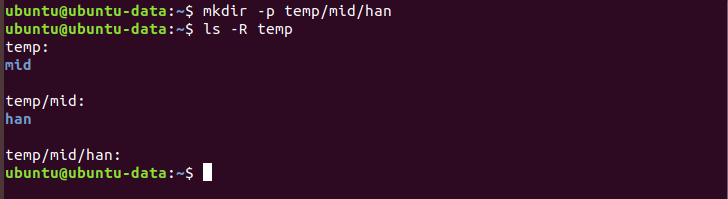 ubuntu@ubuntu-data:~$ mkdir -p temp/mid/han
ubuntu@ubuntu-data:~$ ls -R temp
temp:
mid
temp/mid:
han
temp/mid/han:
ubuntu@ubuntu-data:~$